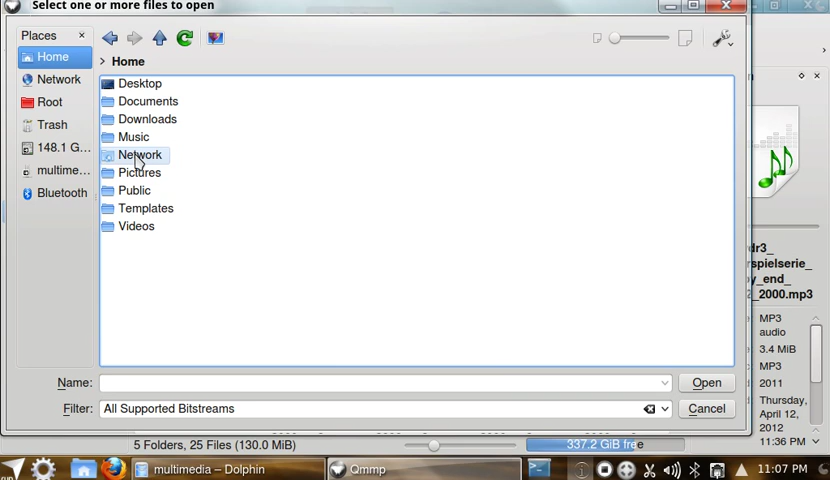 Select one or more files to open
Places
Home
Network
Root
Trash
148.1 G...
multime...
Bluetooth
> Home
Desktop
Documents
Downloads
Music
Network
Pictures
Public
Templates
Videos
Name:
Open
Filter:
All Supported Bitstreams
Cancel
dr3_
rspielserie_
y_end_
2_2000.mp3
MP3
audio
3.4 MiB
MP3
2011
Thursday,
April 12,
2012
11:36 PM
5 Folders, 25 Files (130.0 MiB)
337.2 GiB free
multimedia – Dolphin
Qmmp
11:07 PM